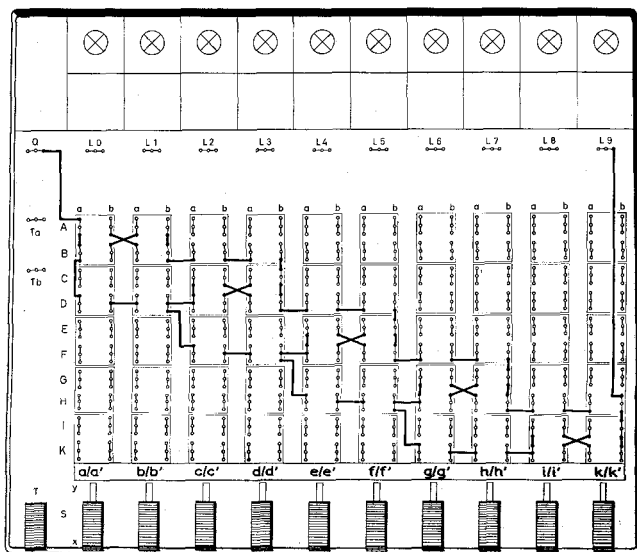 Q L0 L1 L2 L3 L4 L5 L6 L7 L8 L9
a b a b a b a b a b a b a b a b a b a b
A
Ta
B
C
Tb
D
E
F
G
H
I
K
a/a' b/b' c/c' d/d' e/e' f/f' g/g' h/h' i/i' k/k'
T y
S
x